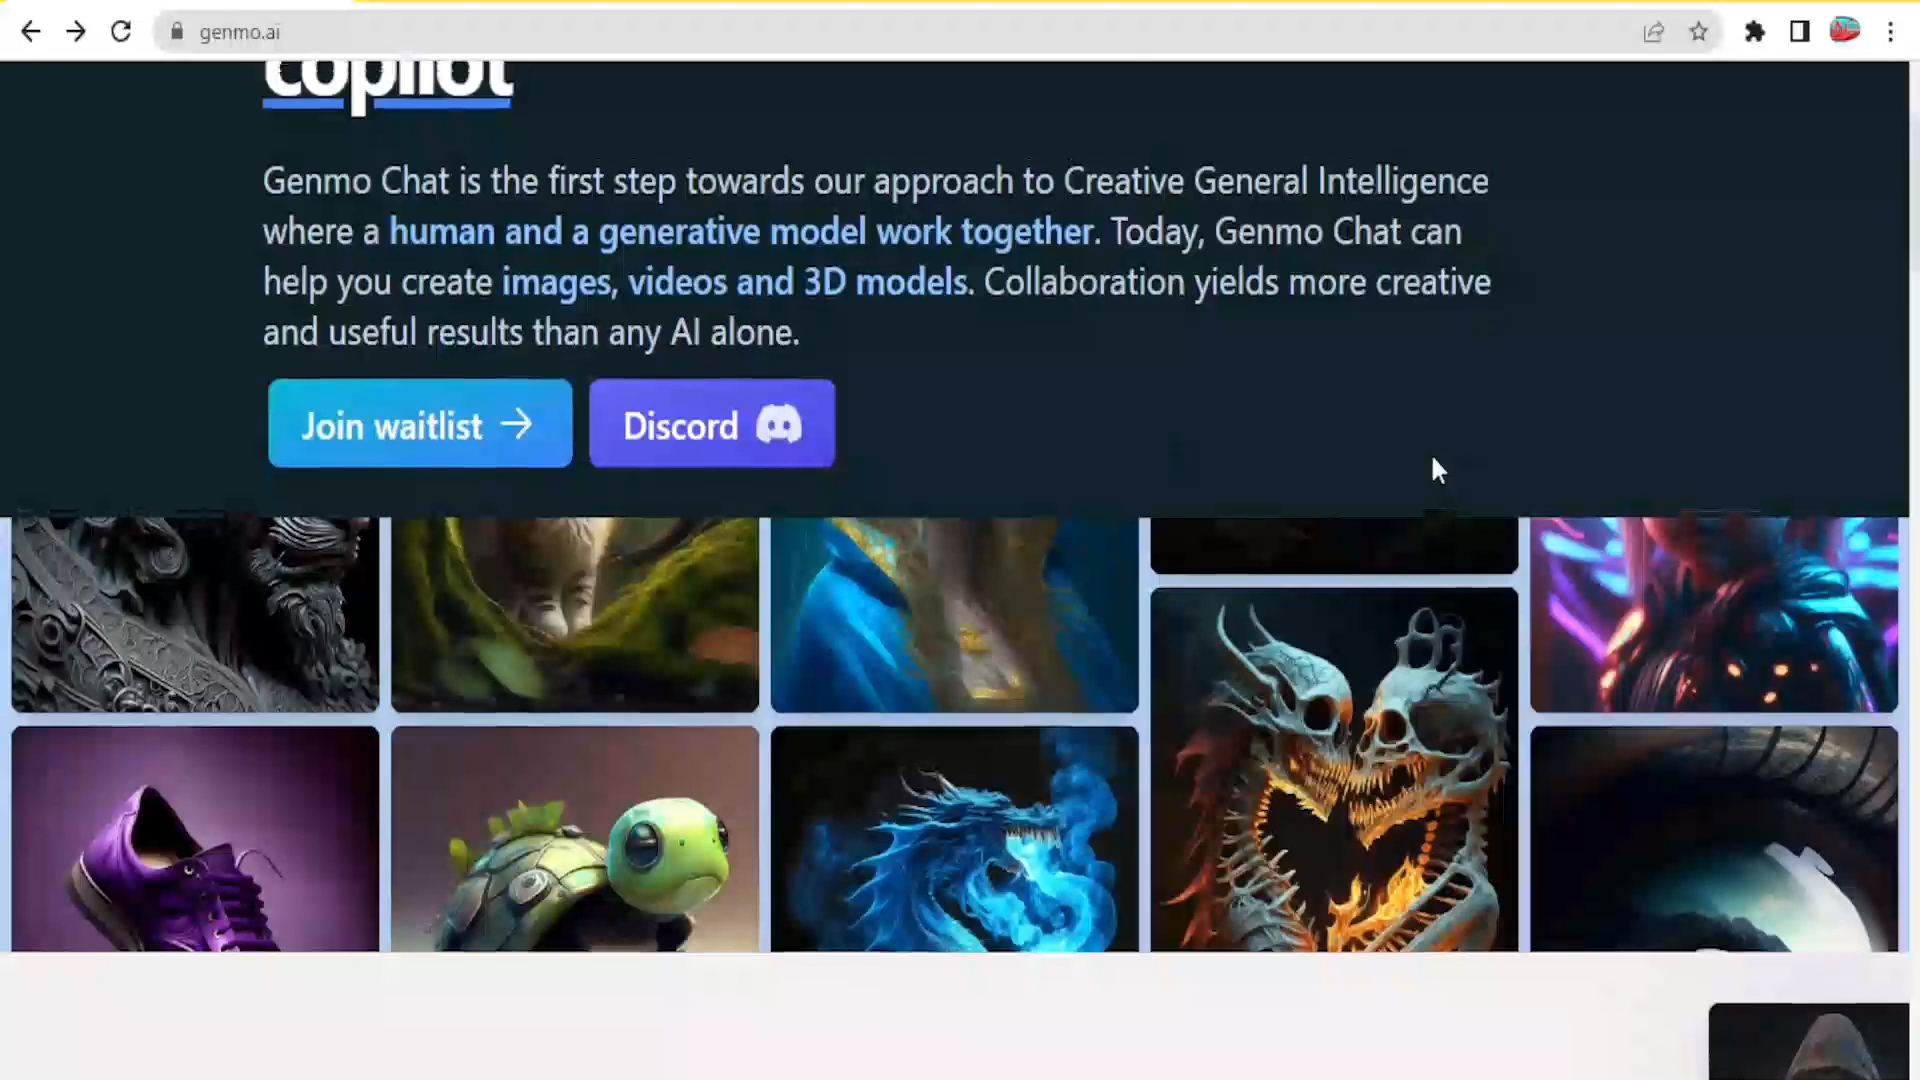 genmo.ai
copilot
Genmo Chat is the first step towards our approach to Creative General Intelligence
where a human and a generative model work together. Today, Genmo Chat can
help you create images, videos and 3D models. Collaboration yields more creative
and useful results than any AI alone.
Join waitlist →
Discord